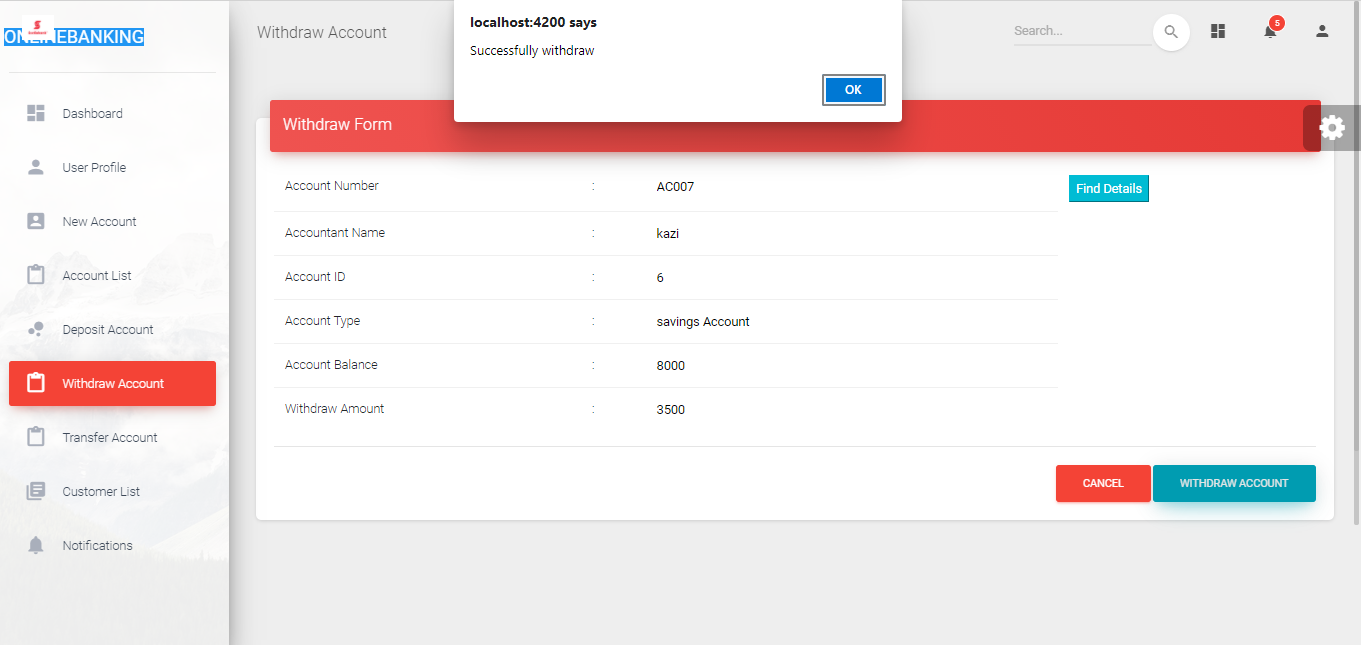 localhost:4200 says
Successfully withdraw
OK
ONLINEBANKING
Withdraw Account
Search...
5
Dashboard
User Profile
New Account
Account List
Deposit Account
Withdraw Account
Transfer Account
Customer List
Notifications
Withdraw Form
Account Number : AC007
Find Details
Accountant Name : kazi
Account ID : 6
Account Type : savings Account
Account Balance : 8000
Withdraw Amount : 3500
CANCEL
WITHDRAW ACCOUNT